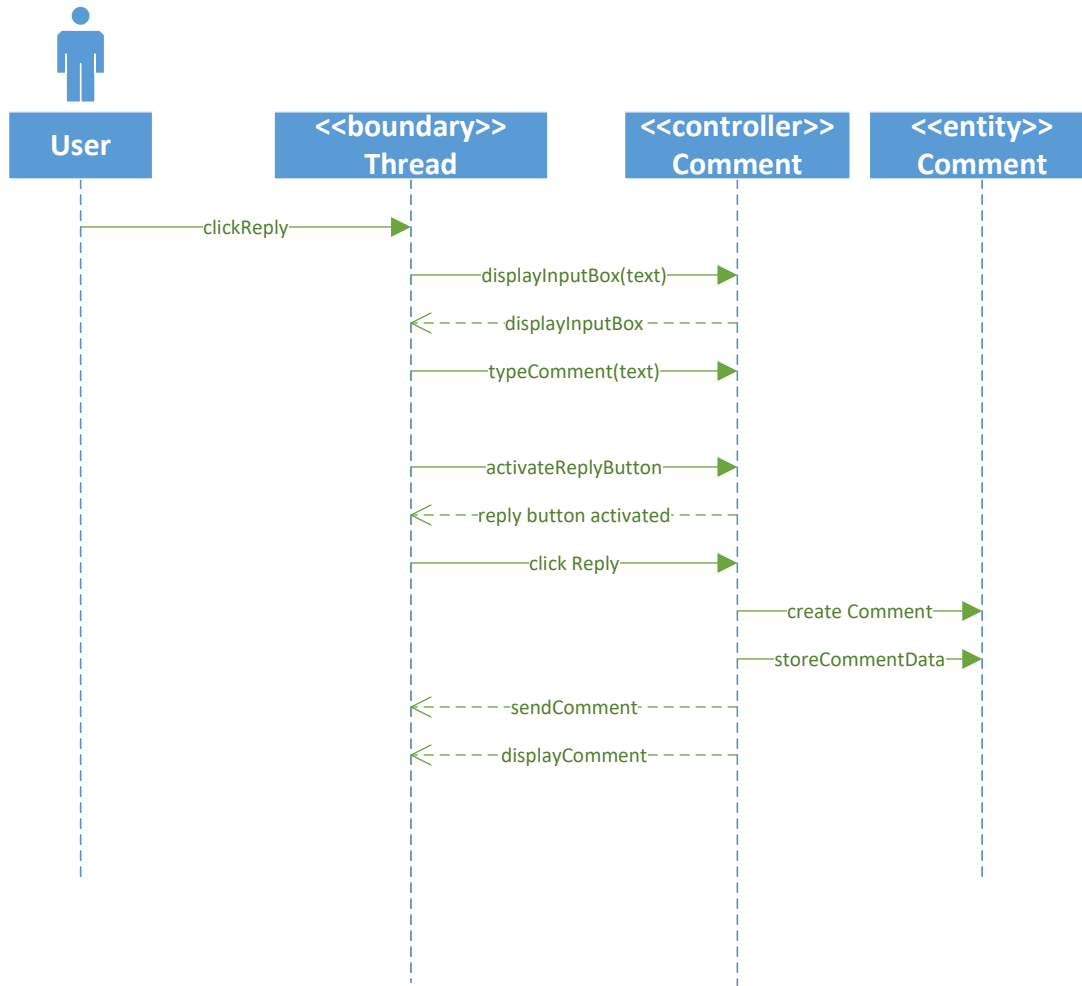 User
<<boundary>>
Thread
<<controller>>
Comment
<<entity>>
Comment
clickReply
displayInputBox(text)
displayInputBox
typeComment(text)
activateReplyButton
reply button activated
click Reply
create Comment
storeCommentData
sendComment
displayComment